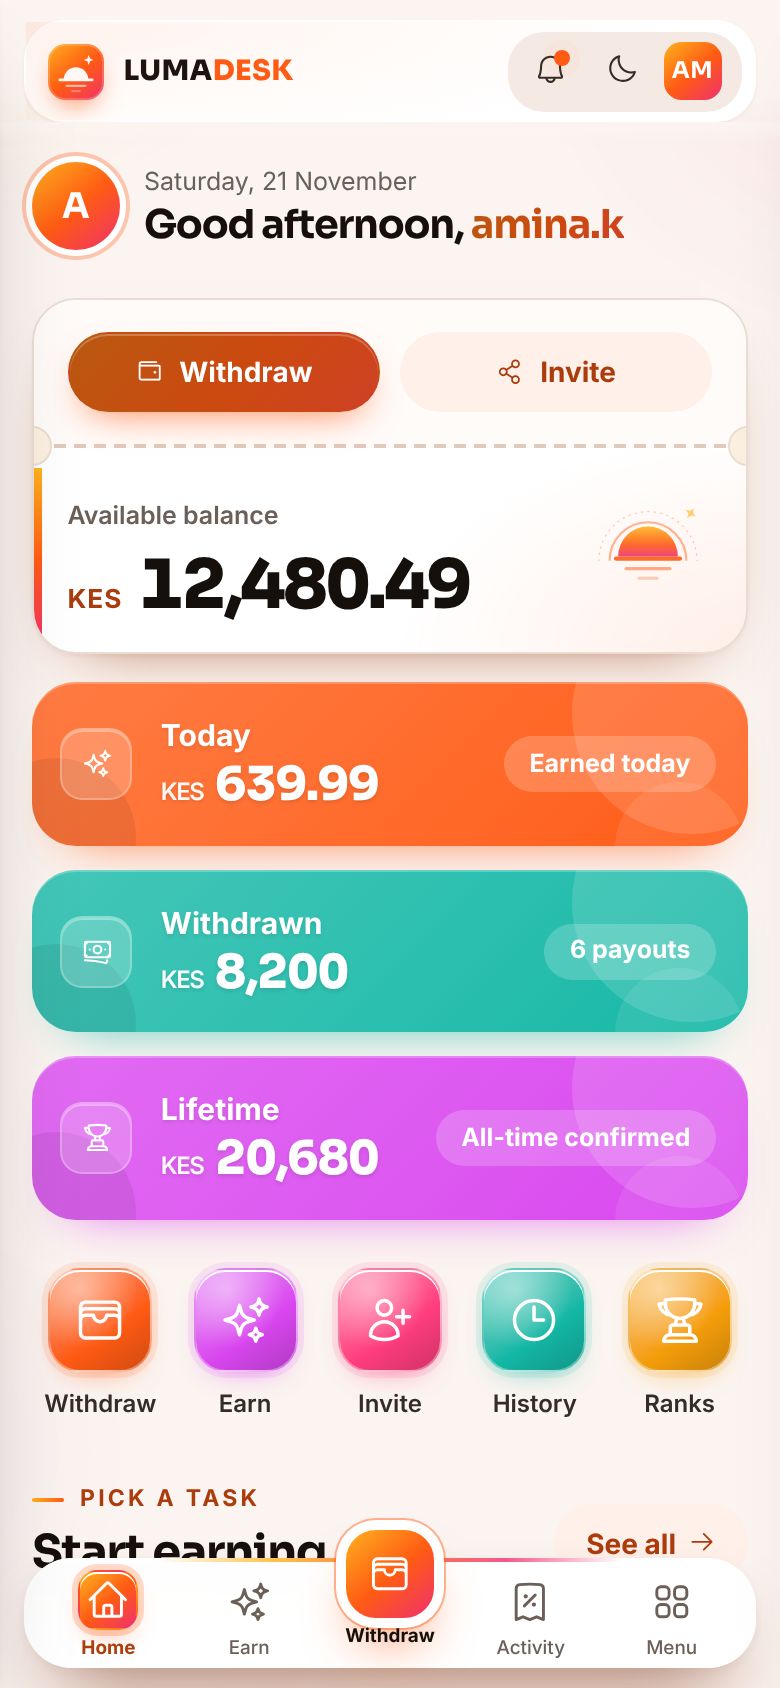 LUMADESK
AM
A
Saturday, 21 November
Good afternoon, amina.k
Withdraw
Invite
Available balance
KES 12,480.49
Today
KES 639.99
Earned today
Withdrawn
KES 8,200
6 payouts
Lifetime
KES 20,680
All-time confirmed
Withdraw
Earn
Invite
History
Ranks
PICK A TASK
Start earning
See all
Home
Earn
Withdraw
Activity
Menu